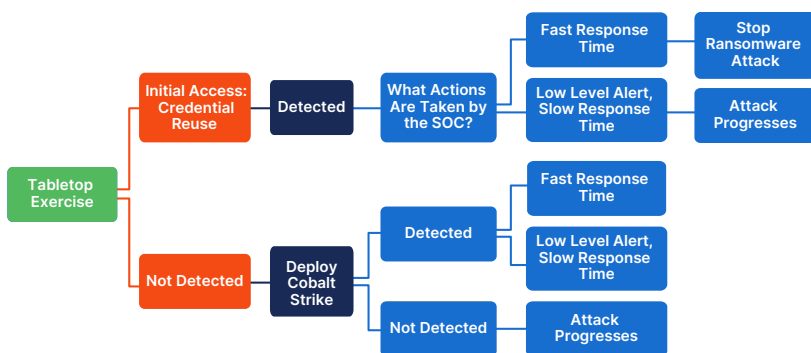 Tabletop
Exercise
Initial Access:
Credential
Reuse
Detected
What Actions
Are Taken by
the SOC?
Fast Response
Time
Stop
Ransomware
Attack
Low Level Alert,
Slow Response
Time
Attack
Progresses
Not Detected
Deploy
Cobalt
Strike
Detected
Fast Response
Time
Low Level Alert,
Slow Response
Time
Not Detected
Attack
Progresses